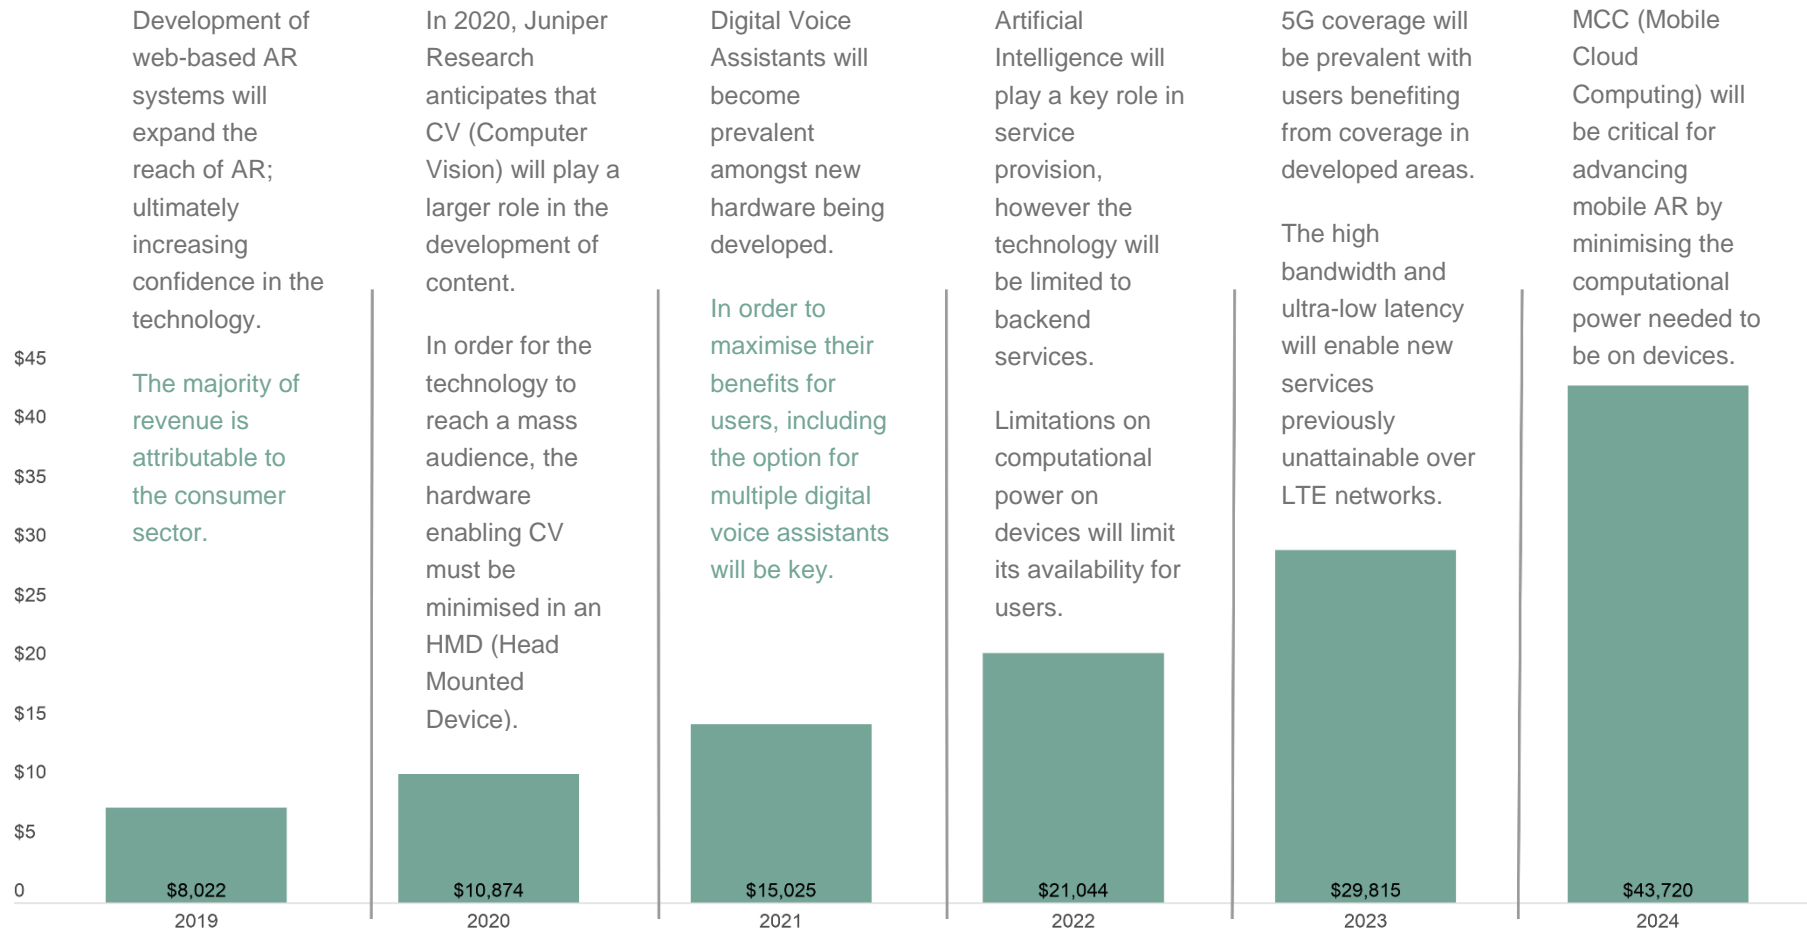 Development of
web-based AR
systems will
expand the
reach of AR;
ultimately
increasing
confidence in the
technology.
The majority of
revenue is
attributable to
the consumer
sector.
In 2020, Juniper
Research
anticipates that
CV (Computer
Vision) will play a
larger role in the
development of
content.
In order for the
technology to
reach a mass
audience, the
hardware
enabling CV
must be
minimised in an
HMD (Head
Mounted
Device).
Digital Voice
Assistants will
become
prevalent
amongst new
hardware being
developed.
In order to
maximise their
benefits for
users, including
the option for
multiple digital
voice assistants
will be key.
Artificial
Intelligence will
play a key role in
service
provision,
however the
technology will
be limited to
backend
services.
Limitations on
computational
power on
devices will limit
its availability for
users.
5G coverage will
be prevalent with
users benefiting
from coverage in
developed areas.
The high
bandwidth and
ultra-low latency
will enable new
services
previously
unattainable over
LTE networks.
MCC (Mobile
Cloud
Computing) will
be critical for
advancing
mobile AR by
minimising the
computational
power needed to
be on devices.
$45
$40
$35
$30
$25
$20
$15
$10
$5
0
$8,022
$10,874
$15,025
$21,044
$29,815
$43,720
2019
2020
2021
2022
2023
2024